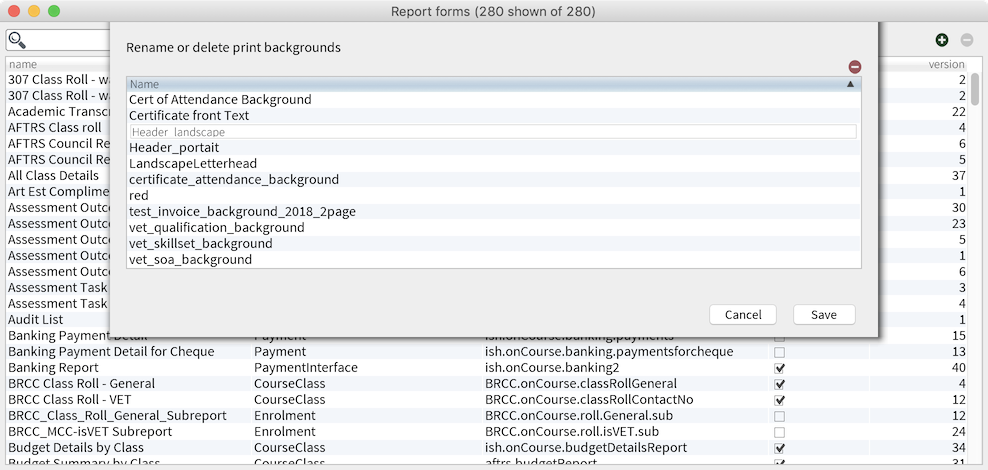 Report forms (280 shown of 280)
Rename or delete print backgrounds
Name
Cert of Attendance Background
Certificate front Text
Header_landscape
Header_portait
LandscapeLetterhead
certificate_attendance_background
red
test_invoice_background_2018_2page
vet_qualification_background
vet_skillset_background
vet_soa_background
Cancel Save
name version
307 Class Roll - wa 2
307 Class Roll - wa 2
Academic Transc 22
AFTRS Class roll 4
AFTRS Council Re 6
AFTRS Council Re 5
All Class Details 37
Art Est Complime 1
Assessment Outc 30
Assessment Outc 23
Assessment Outc 5
Assessment Outc 1
Assessment Outc 6
Assessment Task 3
Assessment Task 4
Audit List 1
Banking Payment Detail Payment ish.onCourse.banking.payments 15
Banking Payment Detail for Cheque Payment ish.onCourse.banking.paymentsforcheque 13
Banking Report PaymentInterface ish.onCourse.banking2 40
BRCC Class Roll - General CourseClass BRCC.onCourse.classRollGeneral 4
BRCC Class Roll - VET CourseClass BRCC.onCourse.classRollContactNo 12
BRCC_Class_Roll_General_Subreport Enrolment BRCC.onCourse.roll.General.sub 12
BRCC_MCC-isVET Subreport Enrolment BRCC.onCourse.roll.isVET.sub 24
Budget Details by Class CourseClass ish.onCourse.budgetDetailsReport 34
Budget Summary by Class CourseClass aftrs.budgetReport 31